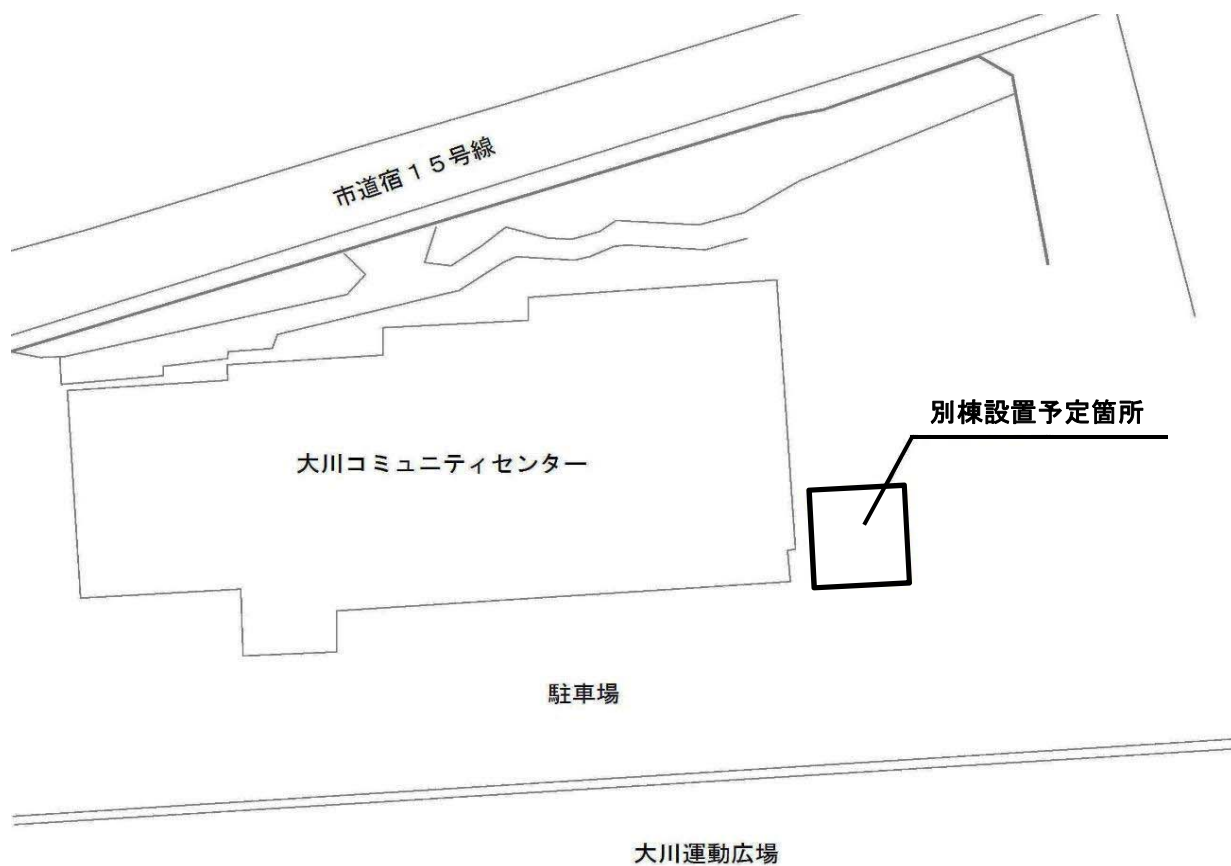 市道宿１５号線
別棟設置予定箇所
大川コミュニティセンター
駐車場
大川運動広場